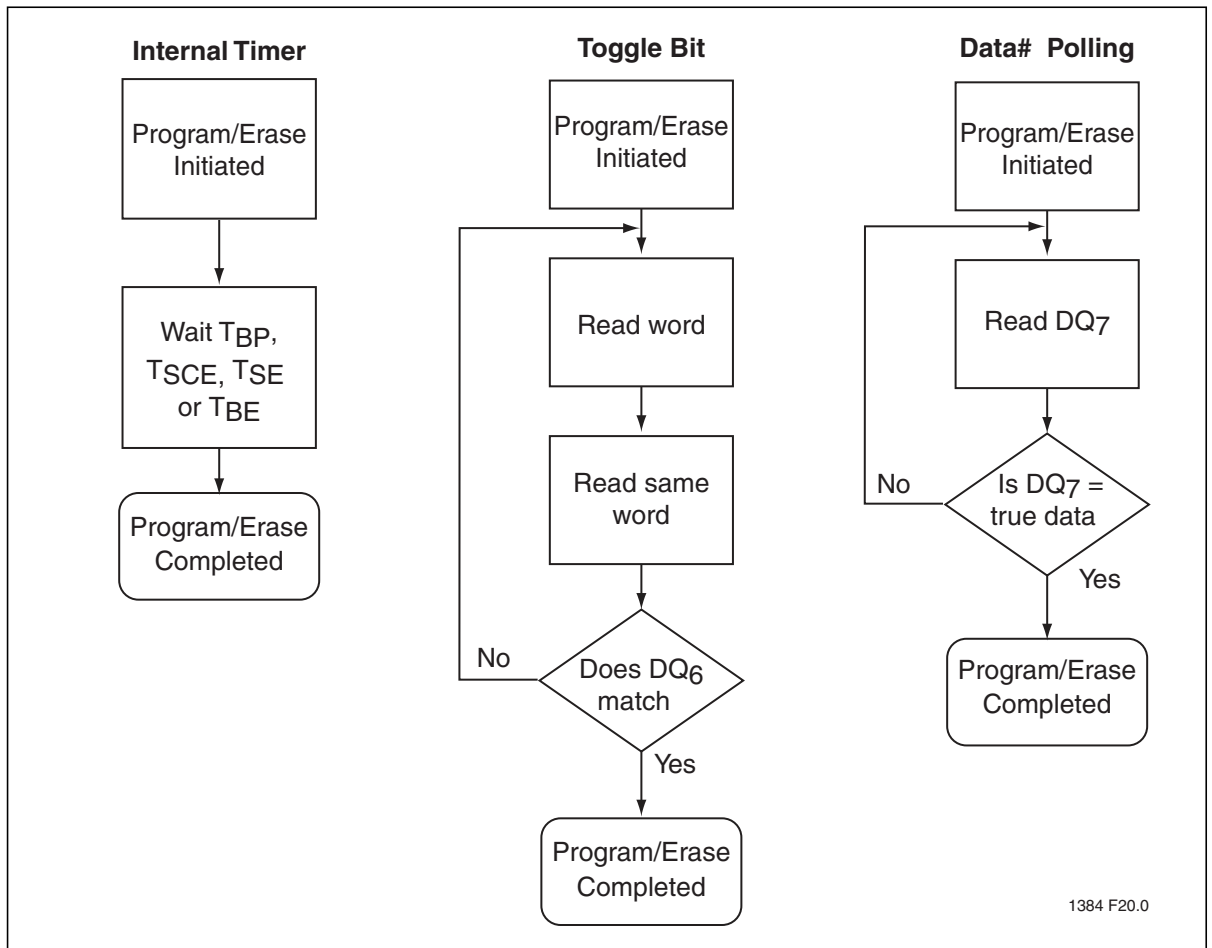 Internal Timer
Program/Erase
Initiated
Wait TBP,
TSCE, TSE
or TBE
Program/Erase
Completed
Toggle Bit
Program/Erase
Initiated
Read word
Read same
word
Does DQ6
match
No
Yes
Program/Erase
Completed
Data# Polling
Program/Erase
Initiated
Read DQ7
Is DQ7 =
true data
No
Yes
Program/Erase
Completed
1384 F20.0